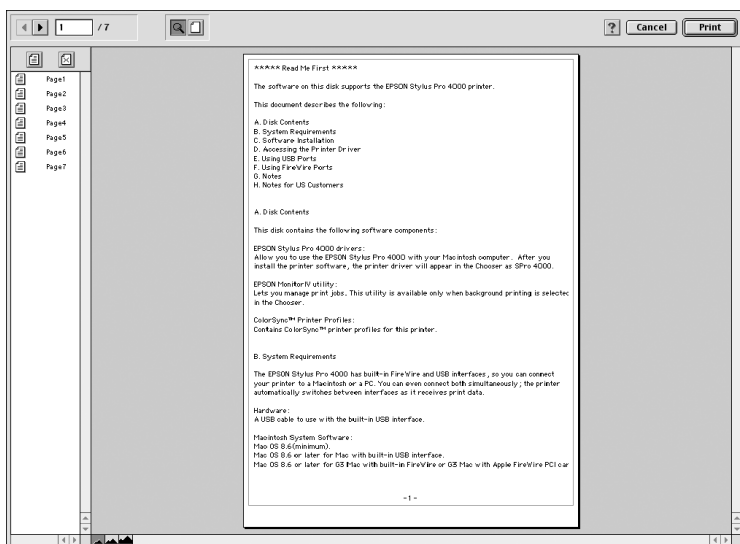 1 / 7
? Cancel Print
Page1
Page2
Page3
Page4
Page5
Page6
Page7
***** Read Me First *****
The software on this disk supports the EPSON Stylus Pro 4000 printer.
This document describes the following:
A. Disk Contents
B. System Requirements
C. Software Installation
D. Accessing the Printer Driver
E. Using USB Ports
F. Using FireWire Ports
G. Notes
H. Notes for US Customers
A. Disk Contents
This disk contains the following software components:
EPSON Stylus Pro 4000 drivers:
Allow you to use the EPSON Stylus Pro 4000 with your Macintosh computer. After you
install the printer software, the printer driver will appear in the Chooser as SPro 4000.
EPSON MonitorIV utility:
Lets you manage print jobs. This utility is available only when background printing is selectec
in the Chooser.
ColorSync™ Printer Profiles:
Contains ColorSync™ printer profiles for this printer.
B. System Requirements
The EPSON Stylus Pro 4000 has built-in FireWire and USB interfaces, so you can connect
your printer to a Macintosh or a PC. You can even connect both simultaneously; the printer
automatically switches between interfaces as it receives print data.
Hardware:
A USB cable to use with the built-in USB interface.
Macintosh System Software:
Mac OS 8.6(minimum).
Mac OS 8.6 or later for Mac with built-in USB interface.
Mac OS 8.6 or later for G3 Mac with built-in FireWire or G3 Mac with Apple FireWire PCI car
- 1 -